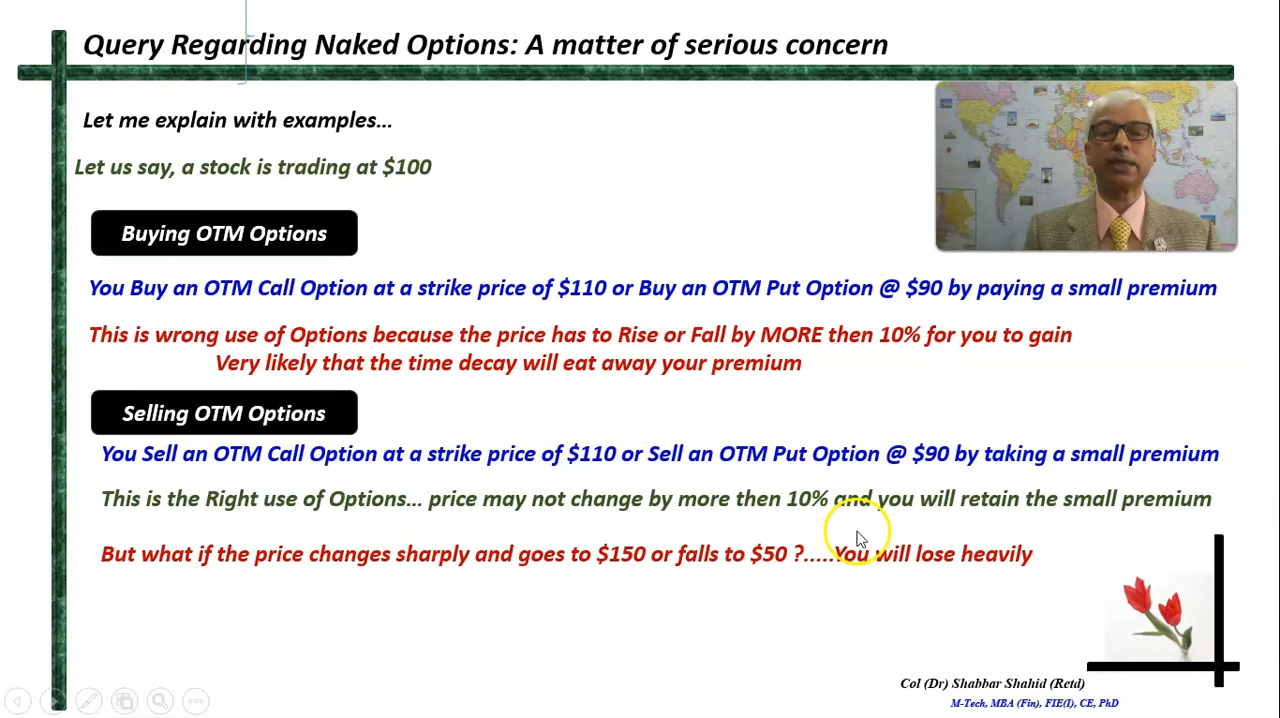 Query Regarding Naked Options: A matter of serious concern
Let me explain with examples...
Let us say, a stock is trading at $100
Buying OTM Options
You Buy an OTM Call Option at a strike price of $110 or Buy an OTM Put Option @ $90 by paying a small premium
This is wrong use of Options because the price has to Rise or Fall by MORE then 10% for you to gain
Very likely that the time decay will eat away your premium
Selling OTM Options
You Sell an OTM Call Option at a strike price of $110 or Sell an OTM Put Option @ $90 by taking a small premium
This is the Right use of Options... price may not change by more then 10% and you will retain the small premium
But what if the price changes sharply and goes to $150 or falls to $50 ?.....You will lose heavily
Col (Dr) Shabbar Shahid (Retd)
M-Tech, MBA (Fin), FIE(I), CE, PhD